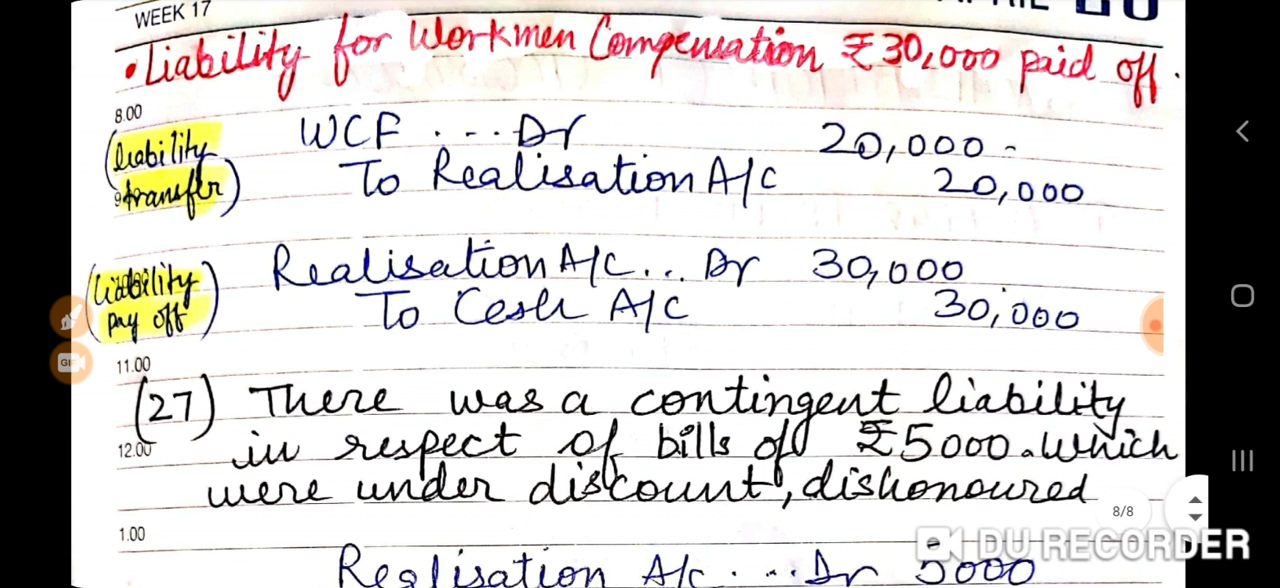 WEEK 17
• Liability for Workmen Compensation ₹30,000 paid off.
8.00
(liability transfer)
WCF ... Dr 20,000 -
9
To Realisation A/C 20,000
(liability pay off)
Realisation A/C... Dr 30,000
To Cash A/C 30,000
11.00
(27) There was a contingent liability
12.00
in respect of bills of ₹5000. which
were under discount, dishonoured
8/8
1.00
DU RECORDER
Realisation A/c. ... Dr 5000